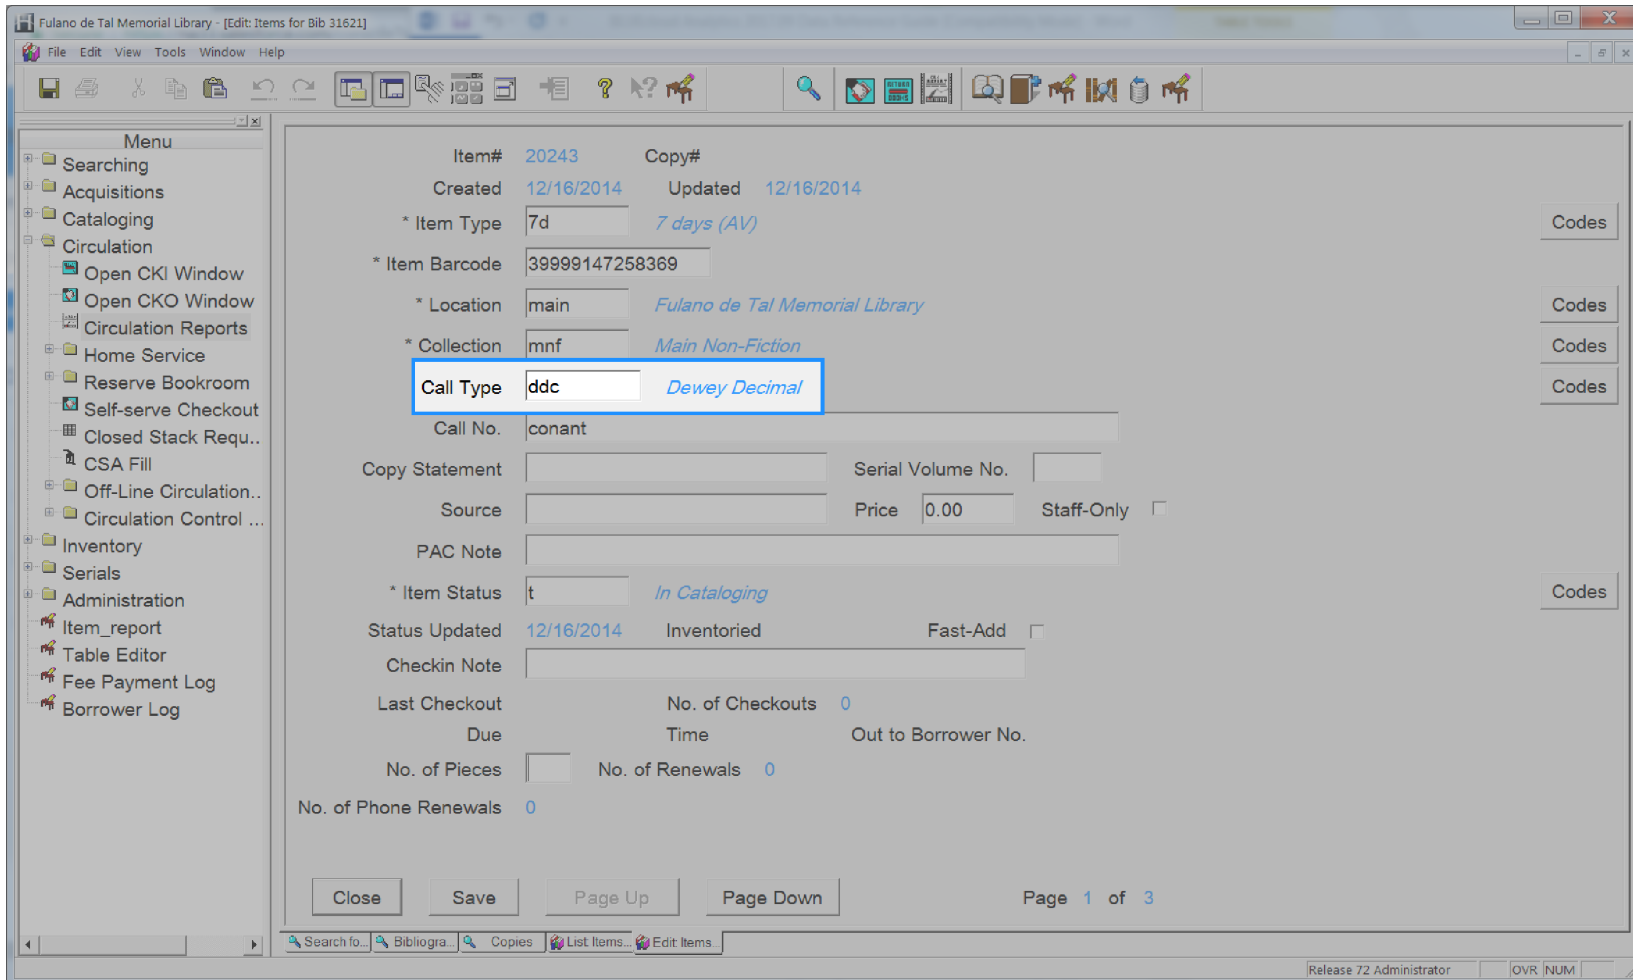 Fulano de Tal Memorial Library - [Edit: Items for Bib 31621]
File Edit View Tools Window Help
Menu
Searching
Acquisitions
Cataloging
Circulation
Open CKI Window
Open CKO Window
Circulation Reports
Home Service
Reserve Bookroom
Self-serve Checkout
Closed Stack Requ..
CSA Fill
Off-Line Circulation..
Circulation Control ...
Inventory
Serials
Administration
Item_report
Table Editor
Fee Payment Log
Borrower Log
Item# 20243 Copy#
Created 12/16/2014 Updated 12/16/2014
* Item Type 7d 7 days (AV) Codes
* Item Barcode 39999147258369
* Location main Fulano de Tal Memorial Library Codes
* Collection mnf Main Non-Fiction Codes
Call Type ddc Dewey Decimal Codes
Call No. conant
Copy Statement Serial Volume No.
Source Price 0.00 Staff-Only
PAC Note
* Item Status t In Cataloging Codes
Status Updated 12/16/2014 Inventoried Fast-Add
Checkin Note
Last Checkout No. of Checkouts 0
Due Time Out to Borrower No.
No. of Pieces No. of Renewals 0
No. of Phone Renewals 0
Close Save Page Up Page Down Page 1 of 3
Search fo... Bibliogra... Copies List: Items... Edit: Items...
Release 72 Administrator OVR NUM